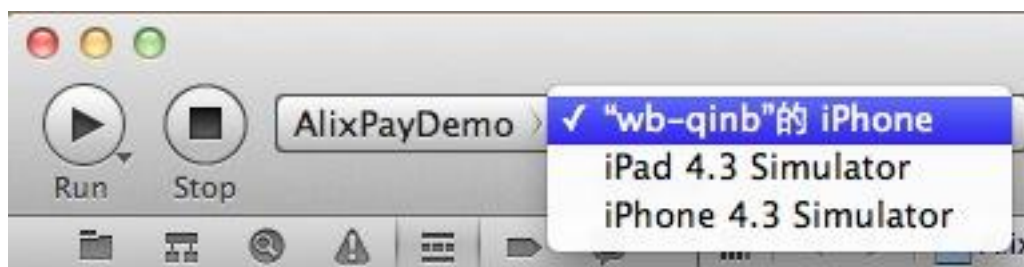 AlixPayDemo
✓ “wb-qinb”的 iPhone
iPad 4.3 Simulator
iPhone 4.3 Simulator
Run
Stop